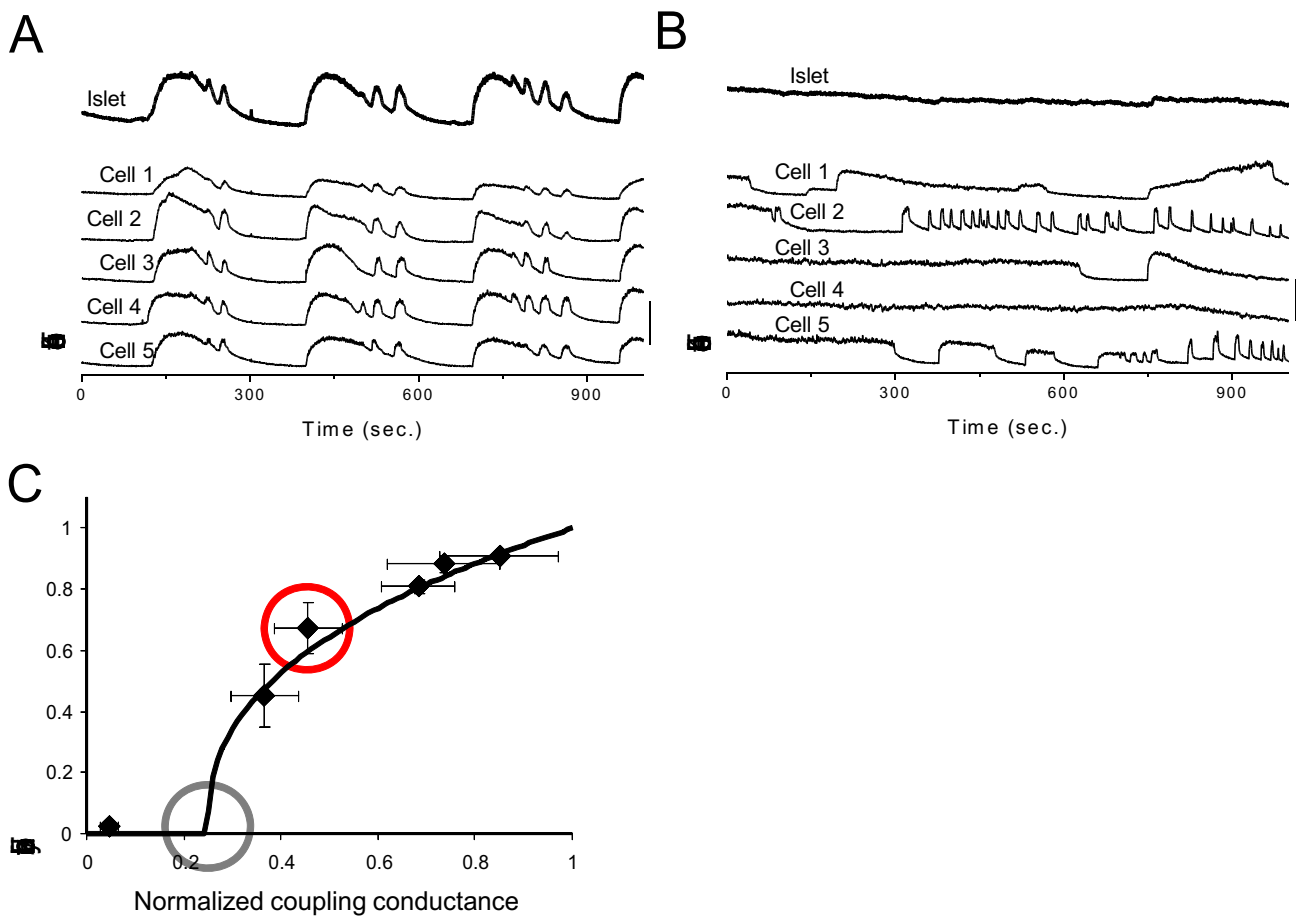 A
Islet
Cell 1
Cell 2
Cell 3
Cell 4
Cell 5
0 300 600 900
Time (sec.)
B
Islet
Cell 1
Cell 2
Cell 3
Cell 4
Cell 5
0 300 600 900
Time (sec.)
C
1
0.8
0.6
0.4
0.2
0
0 0.2 0.4 0.6 0.8 1
Normalized coupling conductance